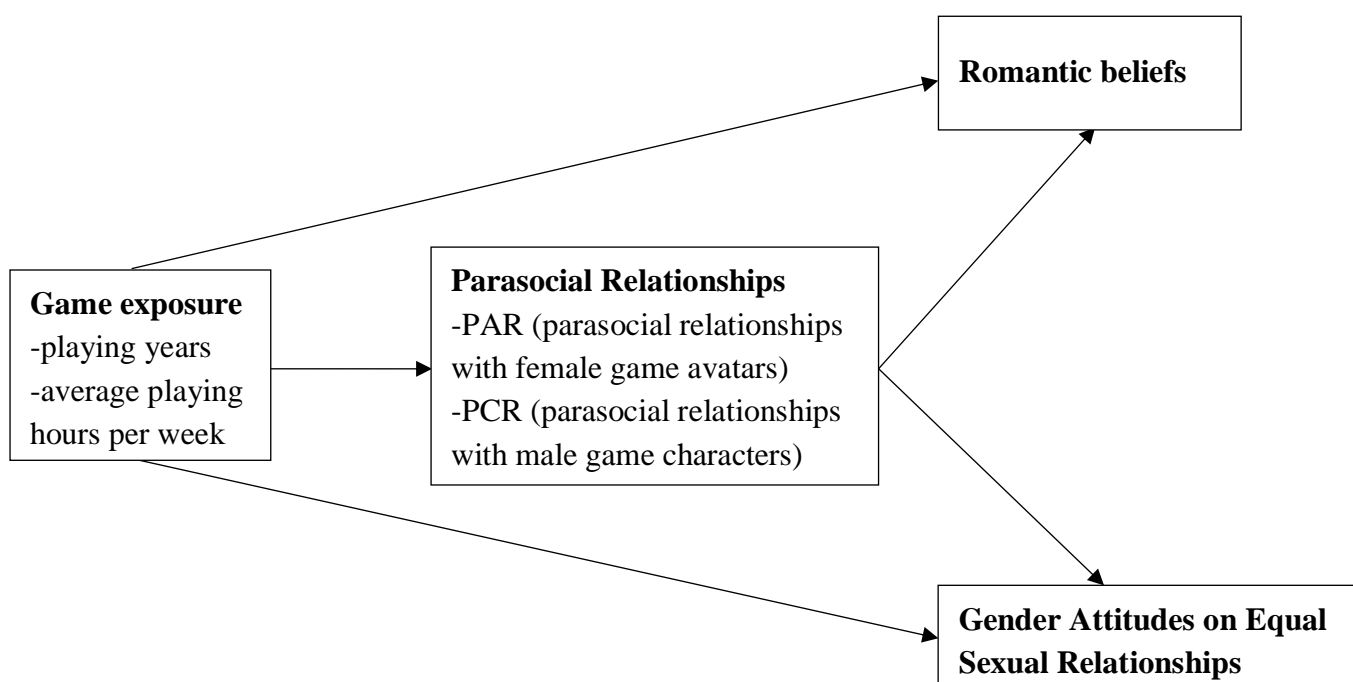 Romantic beliefs
Game exposure
-playing years
-average playing
hours per week
Parasocial Relationships
-PAR (parasocial relationships
with female game avatars)
-PCR (parasocial relationships
with male game characters)
Gender Attitudes on Equal
Sexual Relationships